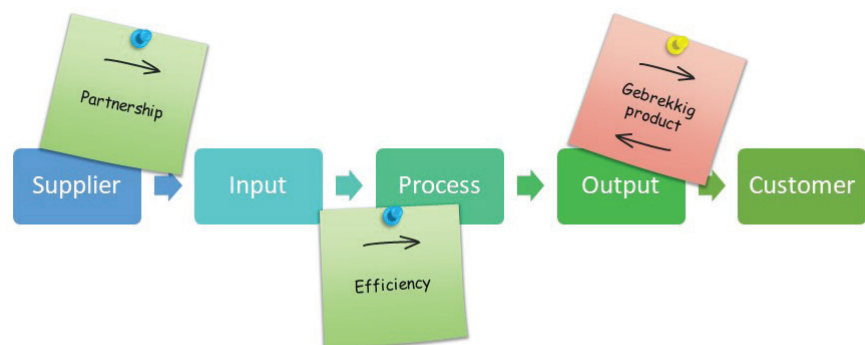 Partnership
Gebrekkig
product
Supplier
Input
Process
Output
Customer
Efficiency